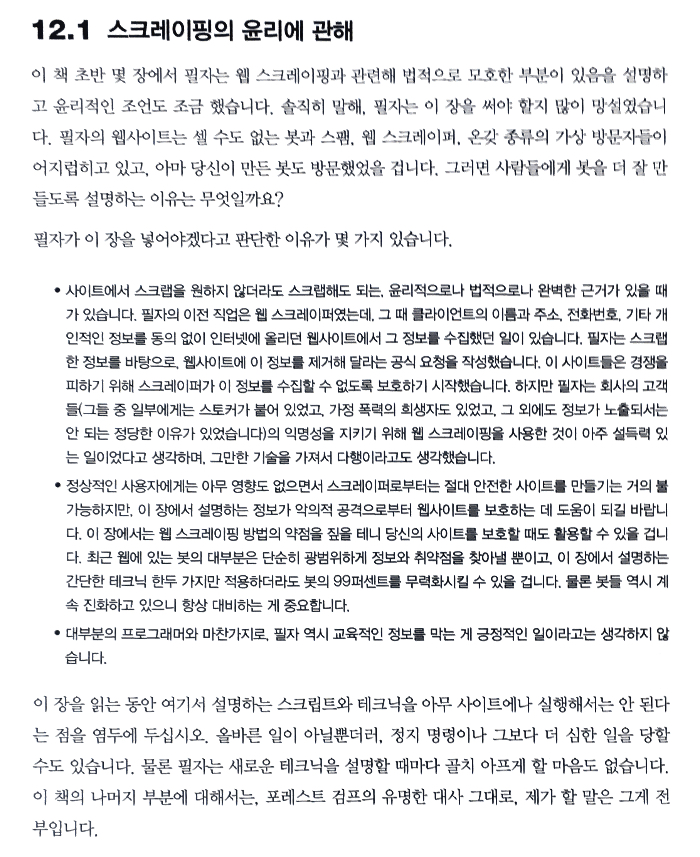 12.1 스크레이핑의 윤리에 관해
이 책 초반 몇 장에서 필자는 웹 스크레이핑과 관련해 법적으로 모호한 부분이 있음을 설명하
고 윤리적인 조언도 조금 했습니다. 솔직히 말해, 필자는 이 장을 써야 할지 많이 망설였습니
다. 필자의 웹사이트는 셀 수도 없는 봇과 스팸, 웹 스크레이퍼, 온갖 종류의 가상 방문자들이
어지럽히고 있고, 아마 당신이 만든 봇도 방문했었을 겁니다. 그러면 사람들에게 봇을 더 잘 만
들도록 설명하는 이유는 무엇일까요?
필자가 이 장을 넣어야겠다고 판단한 이유가 몇 가지 있습니다.
• 사이트에서 스크랩을 원하지 않더라도 스크랩해도 되는, 윤리적으로나 법적으로나 완벽한 근거가 있을 때
가 있습니다. 필자의 이전 직업은 웹 스크레이퍼였는데, 그 때 클라이언트의 이름과 주소, 전화번호, 기타 개
인적인 정보를 동의 없이 인터넷에 올리던 웹사이트에서 그 정보를 수집했던 일이 있습니다. 필자는 스크랩
한 정보를 바탕으로, 웹사이트에 이 정보를 제거해 달라는 공식 요청을 작성했습니다. 이 사이트들은 경쟁을
피하기 위해 스크레이퍼가 이 정보를 수집할 수 없도록 보호하기 시작했습니다. 하지만 필자는 회사의 고객
들(그들 중 일부에게는 스토커가 붙어 있었고, 가정 폭력의 희생자도 있었고, 그 외에도 정보가 노출되서는
안 되는 정당한 이유가 있었습니다)의 익명성을 지키기 위해 웹 스크레이핑을 사용한 것이 아주 설득력 있
는 일이었다고 생각하며, 그만한 기술을 가져서 다행이라고도 생각했습니다.
• 정상적인 사용자에게는 아무 영향도 없으면서 스크레이퍼로부터는 절대 안전한 사이트를 만들기는 거의 불
가능하지만, 이 장에서 설명하는 정보가 악의적 공격으로부터 웹사이트를 보호하는 데 도움이 되길 바랍니
다. 이 장에서는 웹 스크레이핑 방법의 약점을 짚을 테니 당신의 사이트를 보호할 때도 활용할 수 있을 겁니
다. 최근 웹에 있는 봇의 대부분은 단순히 광범위하게 정보와 취약점을 찾아낼 뿐이고, 이 장에서 설명하는
간단한 테크닉 한두 가지만 적용하더라도 봇의 99퍼센트를 무력화시킬 수 있을 겁니다. 물론 봇들 역시 계
속 진화하고 있으니 항상 대비하는 게 중요합니다.
• 대부분의 프로그래머와 마찬가지로, 필자 역시 교육적인 정보를 막는 게 긍정적인 일이라고는 생각하지 않
습니다.
이 장을 읽는 동안 여기서 설명하는 스크립트와 테크닉을 아무 사이트에나 실행해서는 안 된다
는 점을 염두에 두십시오. 올바른 일이 아닐뿐더러, 정지 명령이나 그보다 더 심한 일을 당할
수도 있습니다. 물론 필자는 새로운 테크닉을 설명할 때마다 골치 아프게 할 마음도 없습니다.
이 책의 나머지 부분에 대해서는, 포레스트 검프의 유명한 대사 그대로, 제가 할 말은 그게 전
부입니다.